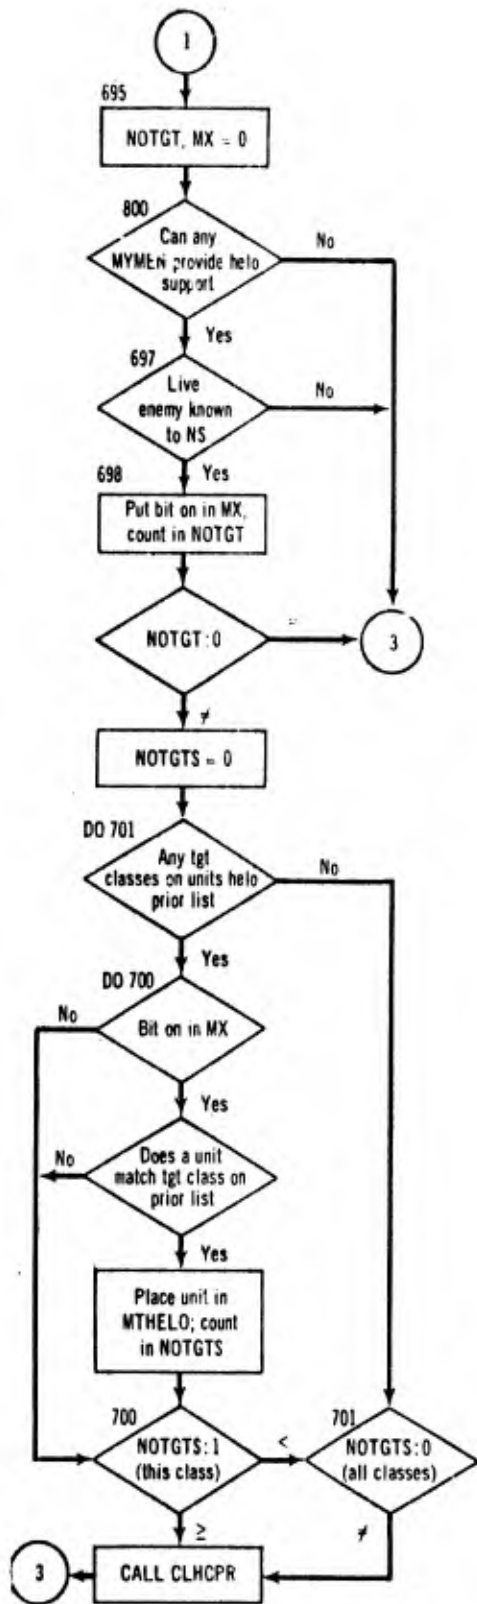 1
695
NOTGT, MX = 0
800
Can any
MYMEN provide helo
support
No
Yes
697
Live
enemy known
to NS
No
Yes
698
Put bit on in MX,
count in NOTGT
NOTGT:0
=
3
≠
NOTGTS = 0
DO 701
Any tgt
classes on units helo
prior list
No
Yes
DO 700
No
Bit on in MX
Yes
No
Does a unit
match tgt class on
prior list
Yes
Place unit in
MTHELO; count
in NOTGTS
700
NOTGTS:1
(this class)
<
701
NOTGTS:0
(all classes)
≥
≠
3
CALL CLHCPR